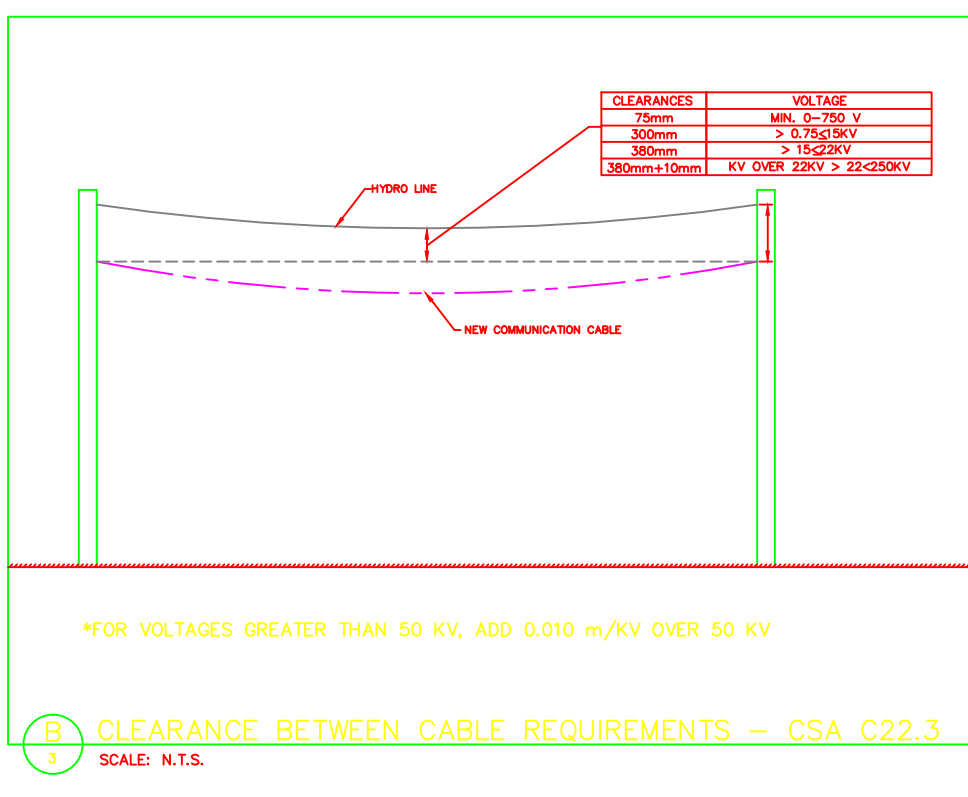 CLEARANCES VOLTAGE
75mm MIN. 0-750 V
300mm > 0.75≤15KV
380mm > 15≤22KV
380mm+10mm KV OVER 22KV > 22<250KV
HYDRO LINE
NEW COMMUNICATION CABLE
*FOR VOLTAGES GREATER THAN 50 KV, ADD 0.010 m/KV OVER 50 KV
B
3
CLEARANCE BETWEEN CABLE REQUIREMENTS - CSA C22.3
SCALE: N.T.S.